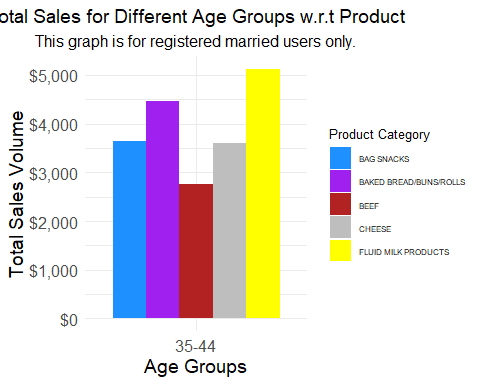 otal Sales for Different Age Groups w.r.t Product
This graph is for registered married users only.
Total Sales Volume
$5,000
$4,000
$3,000
$2,000
$1,000
$0
35-44
Age Groups
Product Category
BAG SNACKS
BAKED BREAD/BUNS/ROLLS
BEEF
CHEESE
FLUID MILK PRODUCTS